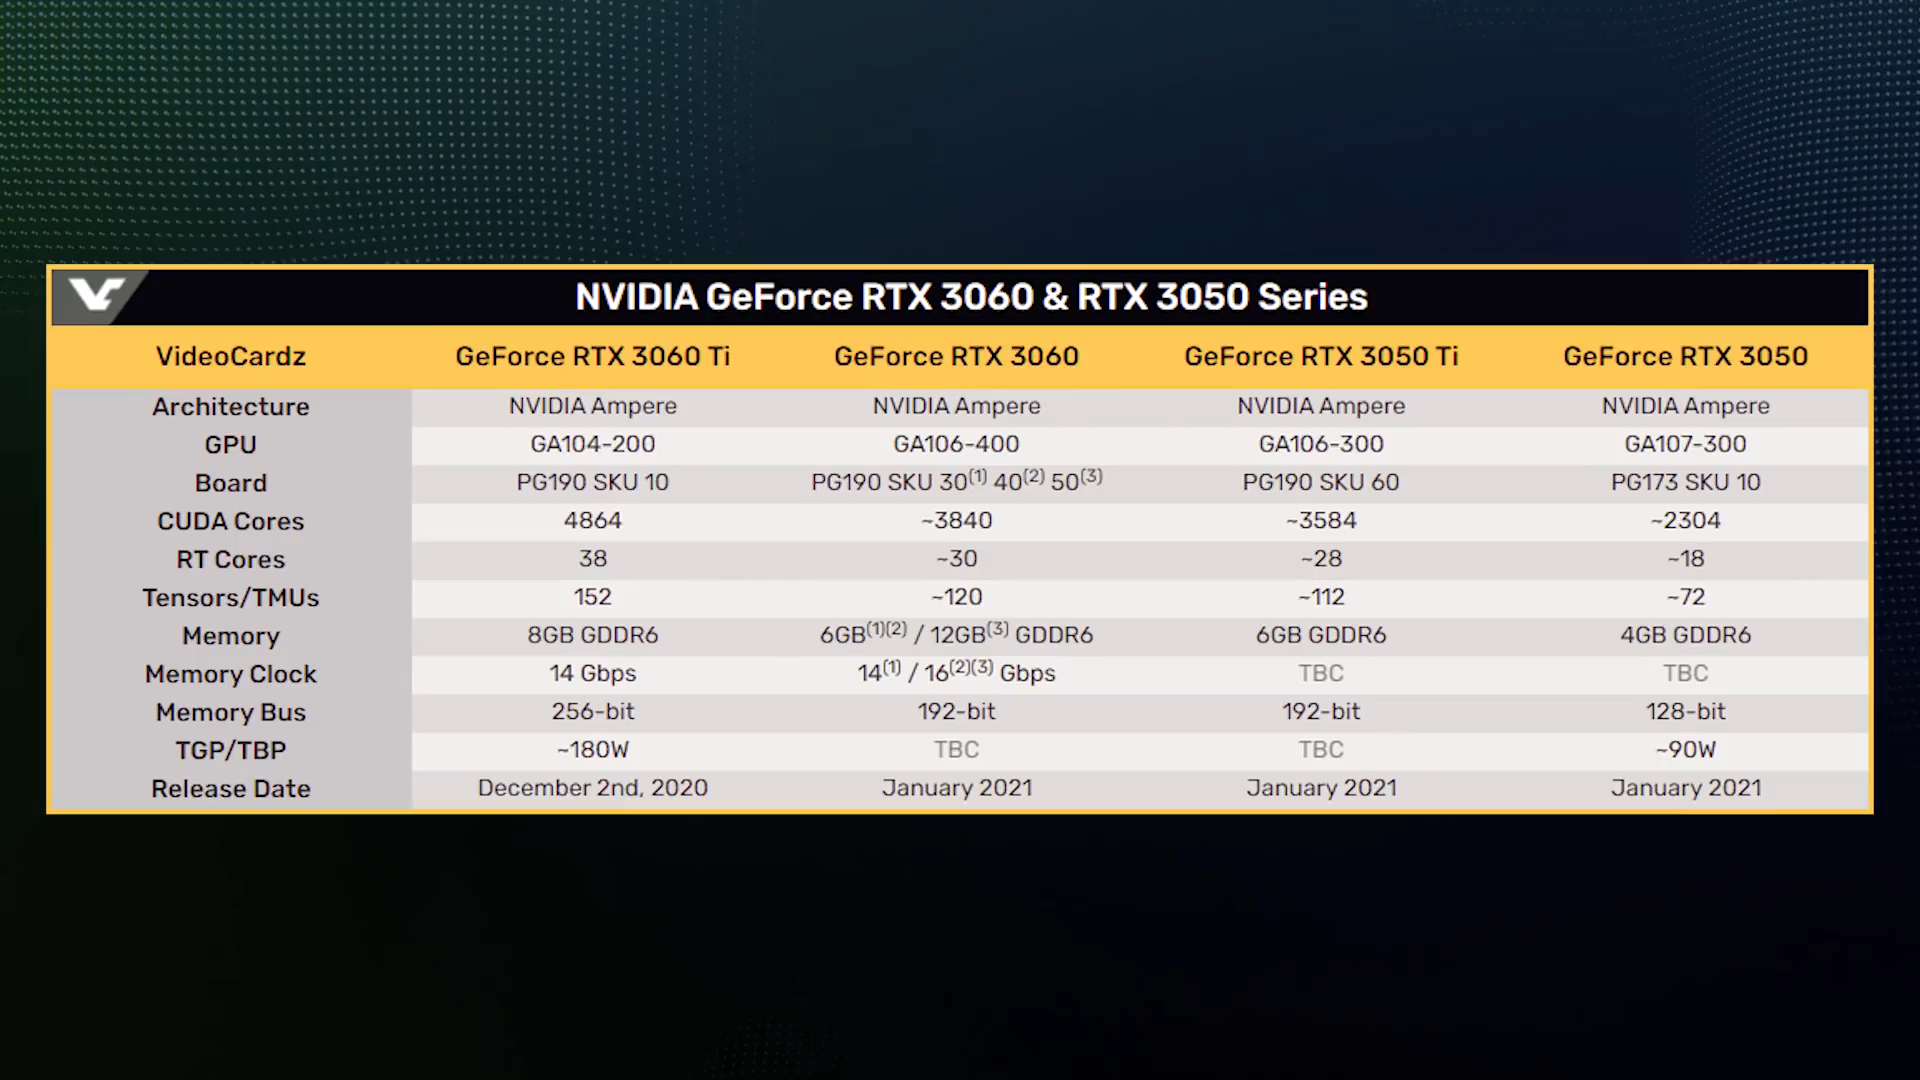 NVIDIA GeForce RTX 3060 & RTX 3050 Series
VideoCardz GeForce RTX 3060 Ti GeForce RTX 3060 GeForce RTX 3050 Ti GeForce RTX 3050
Architecture NVIDIA Ampere NVIDIA Ampere NVIDIA Ampere NVIDIA Ampere
GPU GA104-200 GA106-400 GA106-300 GA107-300
Board PG190 SKU 10 PG190 SKU 30(1) 40(2) 50(3) PG190 SKU 60 PG173 SKU 10
CUDA Cores 4864 ~3840 ~3584 ~2304
RT Cores 38 ~30 ~28 ~18
Tensors/TMUs 152 ~120 ~112 ~72
Memory 8GB GDDR6 6GB(1)(2) / 12GB(3) GDDR6 6GB GDDR6 4GB GDDR6
Memory Clock 14 Gbps 14(1) / 16(2)(3) Gbps TBC TBC
Memory Bus 256-bit 192-bit 192-bit 128-bit
TGP/TBP ~180W TBC TBC ~90W
Release Date December 2nd, 2020 January 2021 January 2021 January 2021